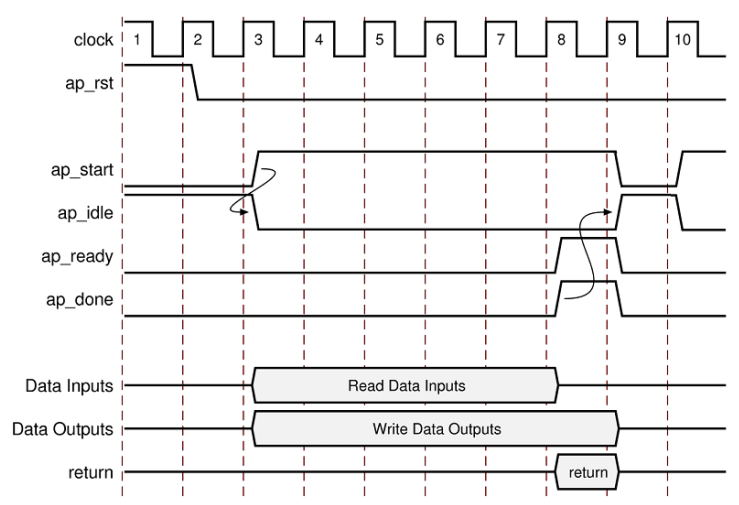 clock 1 2 3 4 5 6 7 8 9 10
ap_rst
ap_start
ap_idle
ap_ready
ap_done
Data Inputs Read Data Inputs
Data Outputs Write Data Outputs
return return